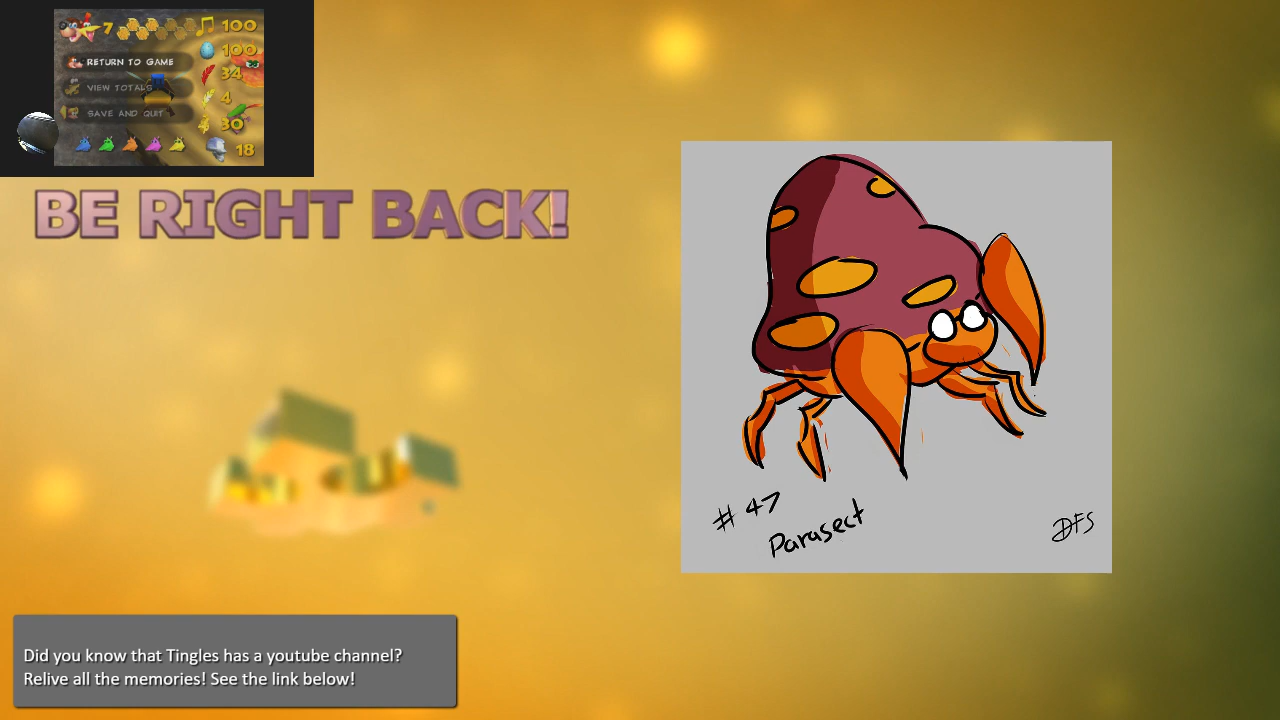 7
100
100
RETURN TO GAME
34
VIEW TOTALS
4
SAVE AND QUIT
30
18
BE RIGHT BACK!
# 47
Parasect
DFS
Did you know that Tingles has a youtube channel?
Relive all the memories! See the link below!